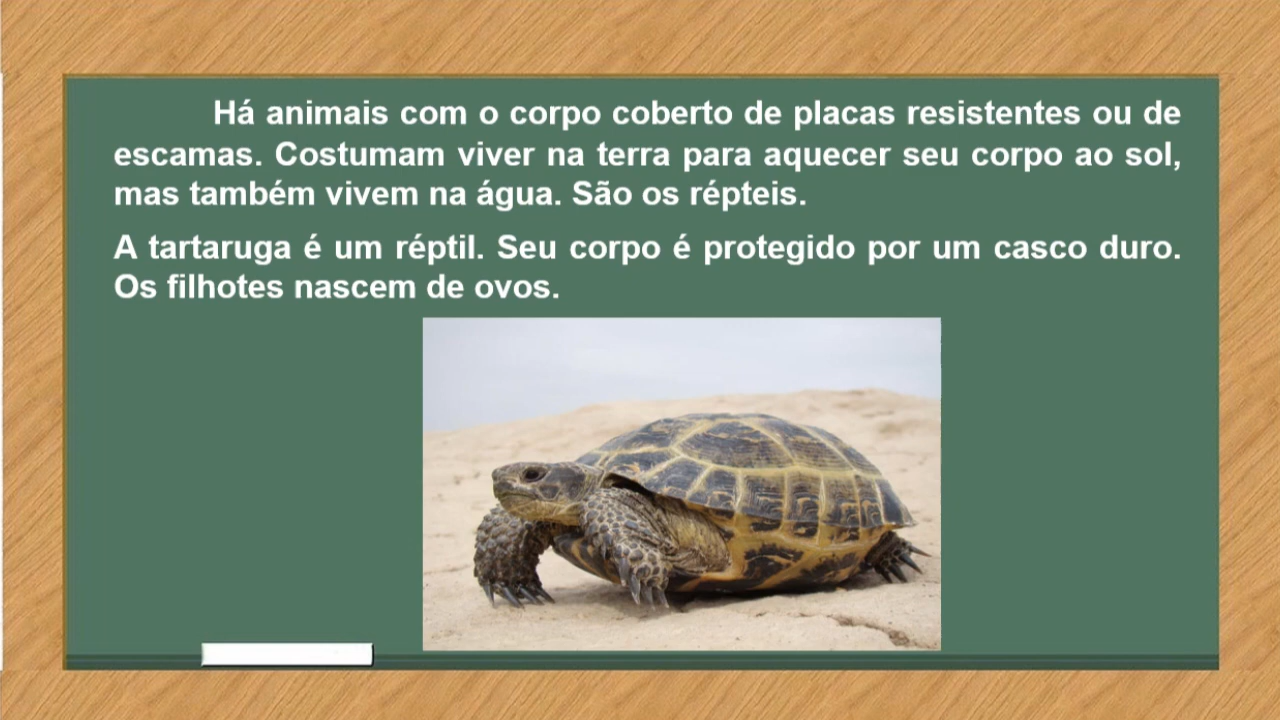 Há animais com o corpo coberto de placas resistentes ou de
escamas. Costumam viver na terra para aquecer seu corpo ao sol,
mas também vivem na água. São os répteis.
A tartaruga é um réptil. Seu corpo é protegido por um casco duro.
Os filhotes nascem de ovos.